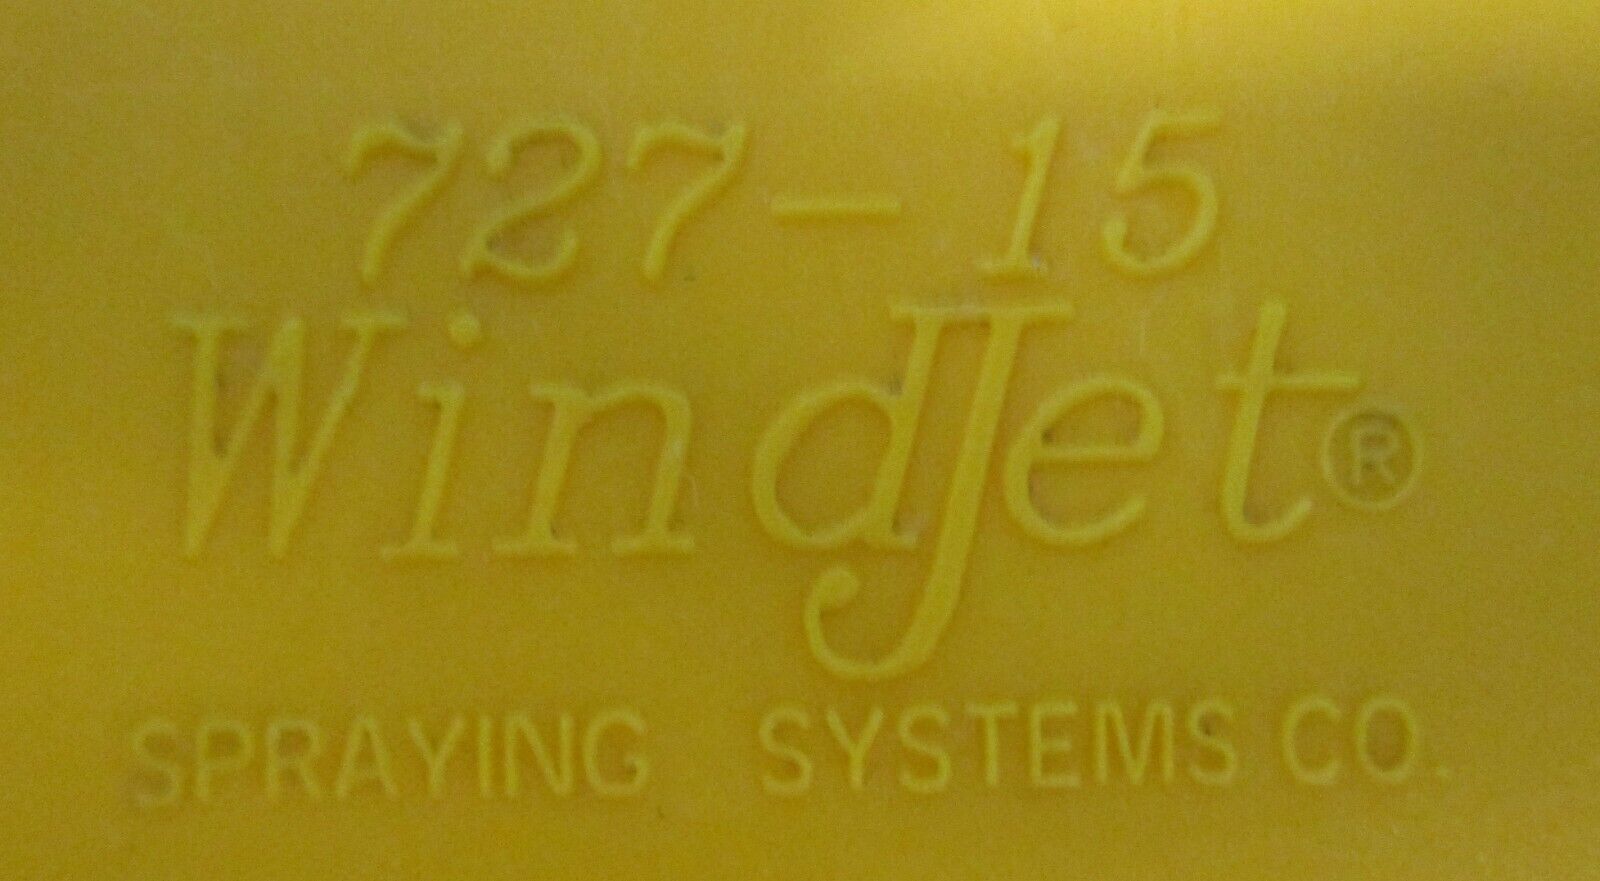 727-15
WindJet®
SPRAYING SYSTEMS CO.